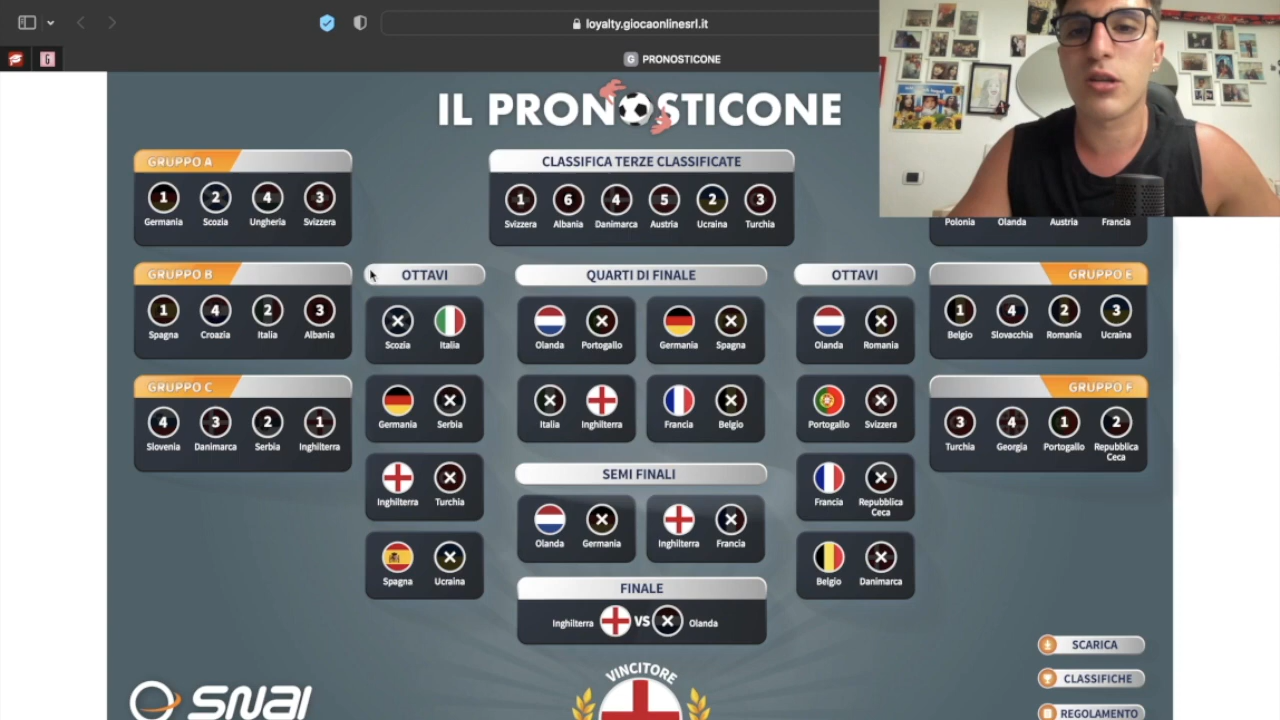 loyalty.giocaonlinesrl.it
G
G PRONOSTICONE
IL PRONOSTICONE
GRUPPO A
1 2 4 3
Germania Scozia Ungheria Svizzera
CLASSIFICA TERZE CLASSIFICATE
1 6 4 5 2 3
Svizzera Albania Danimarca Austria Ucraina Turchia
Polonia Olanda Austria Francia
GRUPPO B
1 4 2 3
Spagna Croazia Italia Albania
GRUPPO C
4 3 2 1
Slovenia Danimarca Serbia Inghilterra
OTTAVI
Scozia Italia
Germania Serbia
Inghilterra Turchia
Spagna Ucraina
QUARTI DI FINALE
Olanda Portogallo Germania Spagna
Italia Inghilterra Francia Belgio
SEMI FINALI
Olanda Germania Inghilterra Francia
FINALE
Inghilterra VS Olanda
VINCITORE
OTTAVI
Olanda Romania
Portogallo Svizzera
Francia Repubblica
Ceca
Belgio Danimarca
GRUPPO E
1 4 2 3
Belgio Slovacchia Romania Ucraina
GRUPPO F
3 4 1 2
Turchia Georgia Portogallo Repubblica
Ceca
SNAI
SCARICA
CLASSIFICHE
REGOLAMENTO